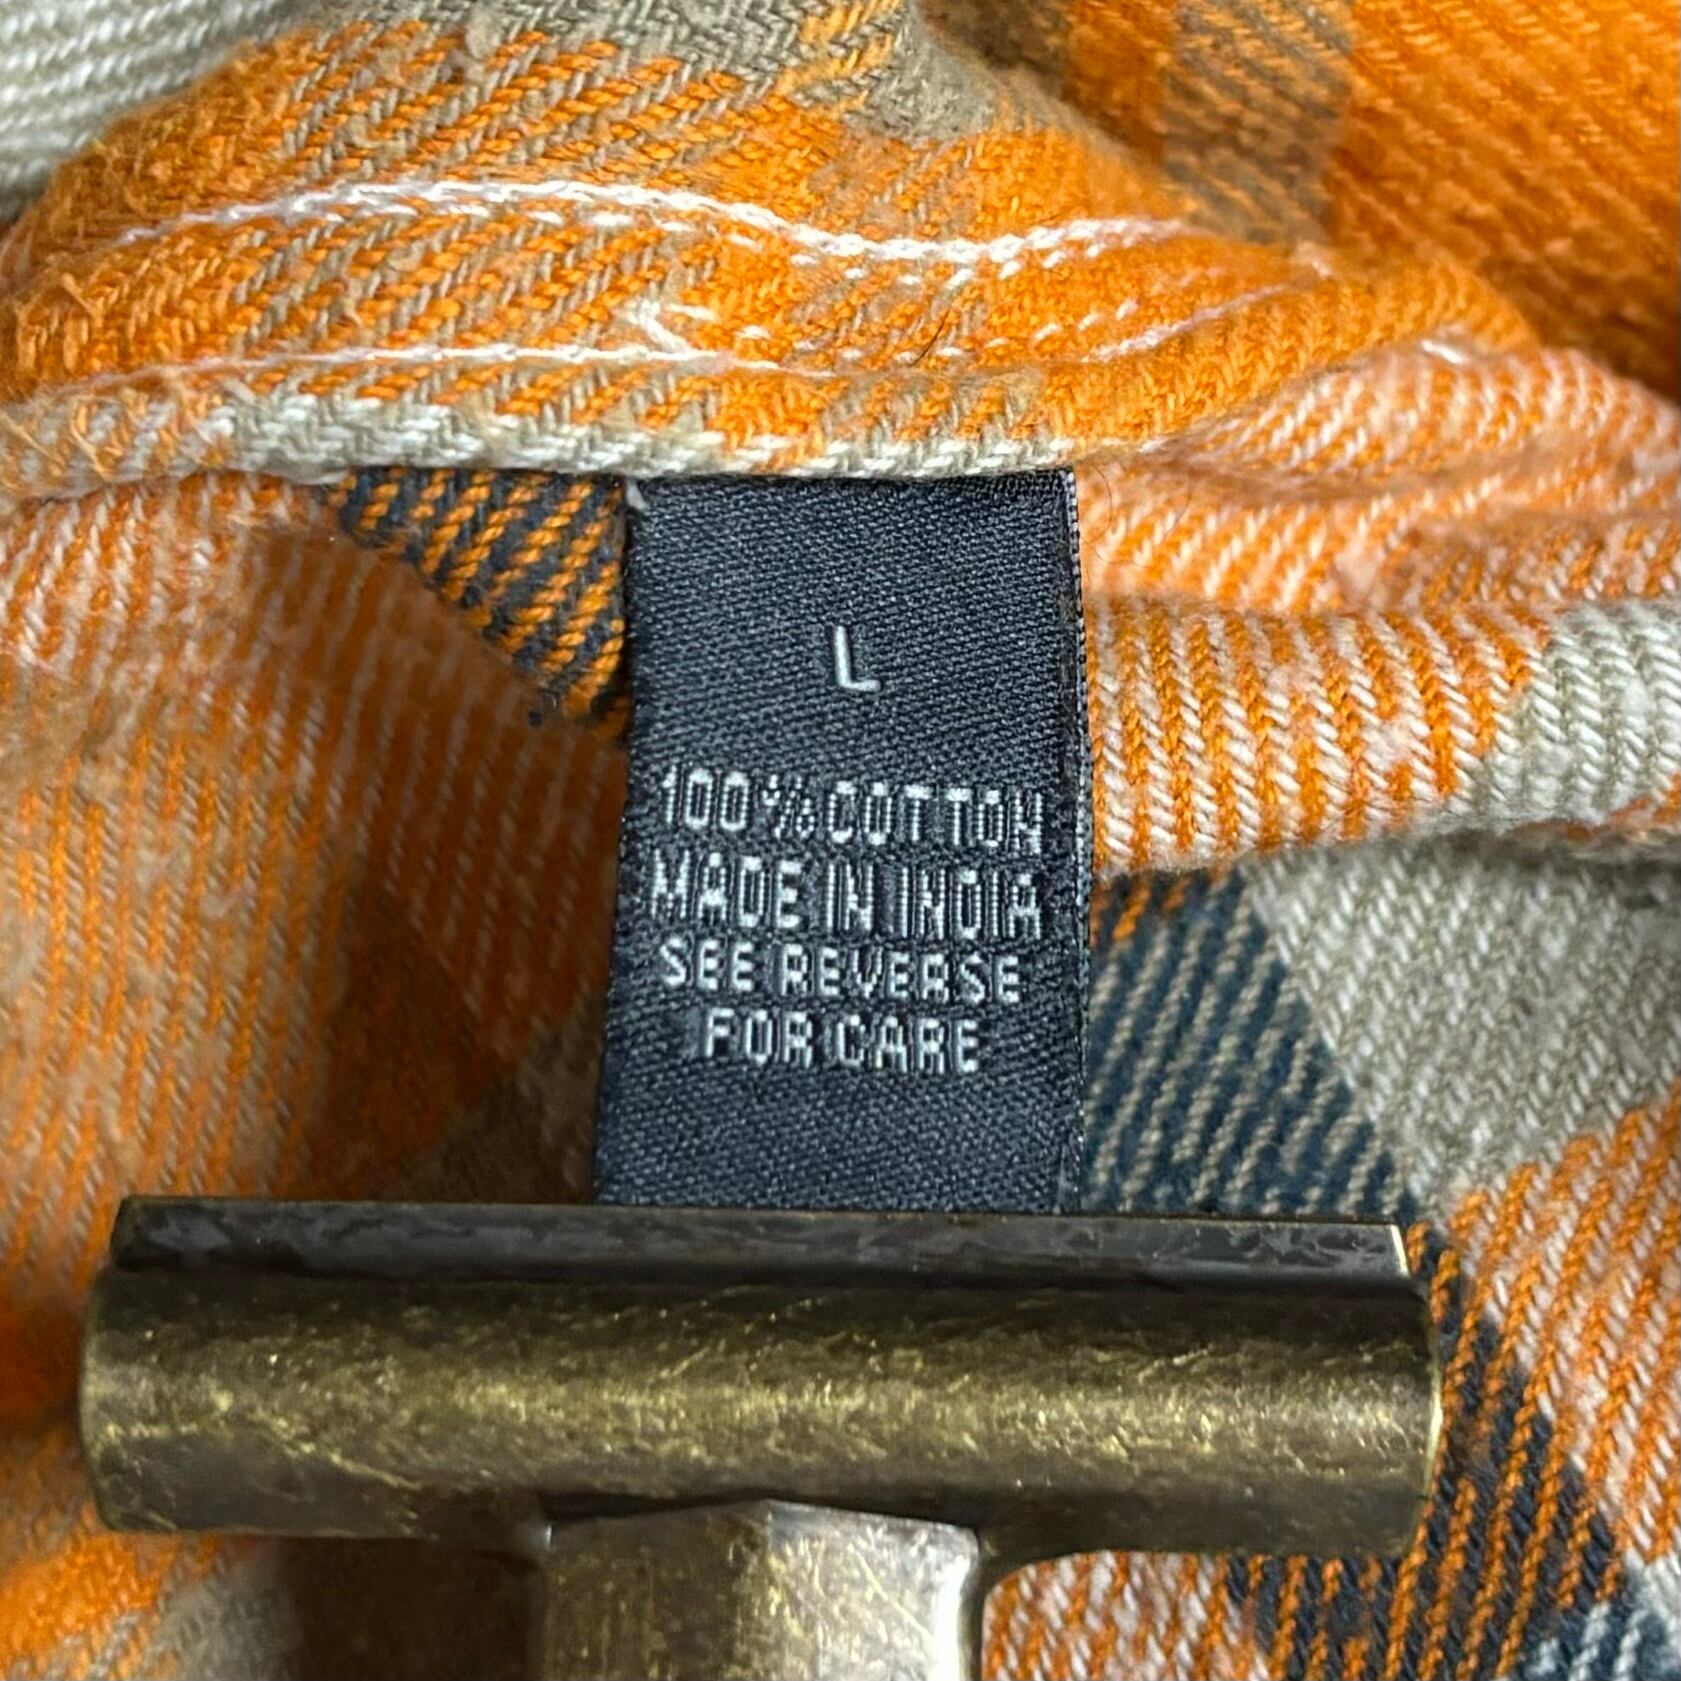 L
100% COTTON
MADE IN INDIA
SEE REVERSE
FOR CARE